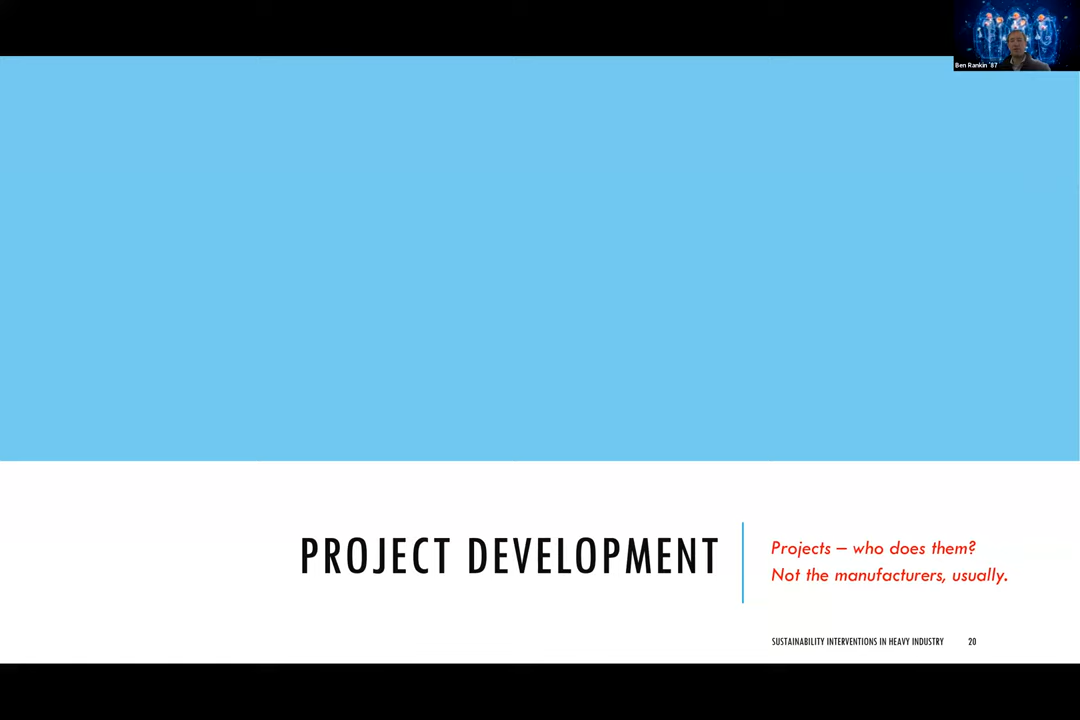 Ben Rankin '87
PROJECT DEVELOPMENT
Projects – who does them?
Not the manufacturers, usually.
SUSTAINABILITY INTERVENTIONS IN HEAVY INDUSTRY 20